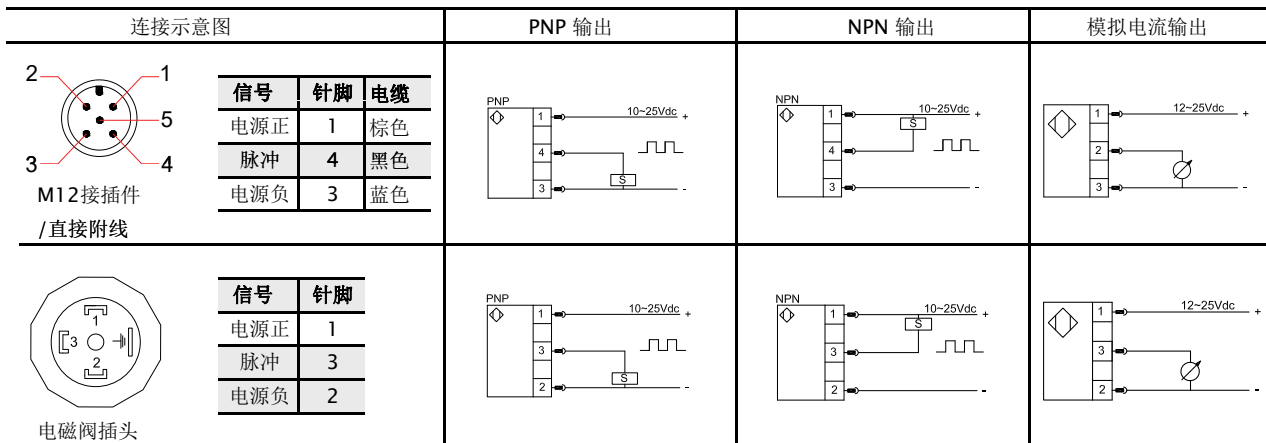 连接示意图 PNP 输出 NPN 输出 模拟电流输出
2 1
5
3 4
M12接插件
/直接附线
信号 针脚 电缆
电源正 1 棕色
脉冲 4 黑色
电源负 3 蓝色
PNP
1 10~25Vdc +
4
S
3 -
NPN
1 10~25Vdc +
S
4
3 -
1 12~25Vdc +
2
3 -
1
3
2
电磁阀插头
信号 针脚
电源正 1
脉冲 3
电源负 2
PNP
1 10~25Vdc +
3
S
2 -
NPN
1 10~25Vdc +
S
3
2 -
1 12~25Vdc +
3
2 -